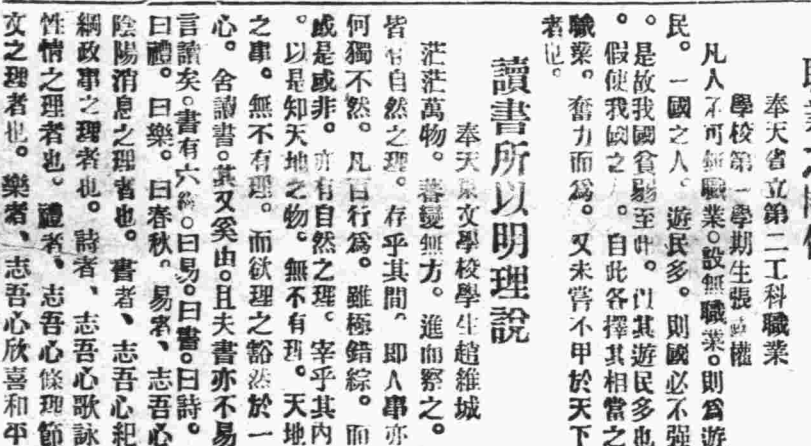 奉天省立第二工科職業
學校第一學期生張　權
凡人不可無職業。設無職業。則爲遊
民。一國之人。遊民多。則國必不强
。是故我國貧弱至此。以其遊民多也
。假使我國之人。自此各擇其相當之
職業。奮力而爲。又未嘗不甲於天下
者也。
讀書所以明理說
奉天　文學校學生趙維城
茫茫萬物。蕃變無方。進而察之。
皆有自然之理。存乎其間。即人事亦
何獨不然。凡百行爲。雖極錯綜。而
或是或非。亦有自然之理。宰乎其內
。以是知天地之物。無不有理。天地
之事。無不有理。而欲理之豁然於一
心。舍讀書。其又奚由。且夫書亦不易
言讀矣。書有六綱。曰易。曰書。曰詩。
曰禮。曰樂。曰春秋。易者、志吾心
陰陽消息之理者也。書者、志吾心紀
綱政事之理者也。詩者、志吾心歌詠
性情之理者也。禮者、志吾心條理節
文之理者也。樂者、志吾心欣喜和平